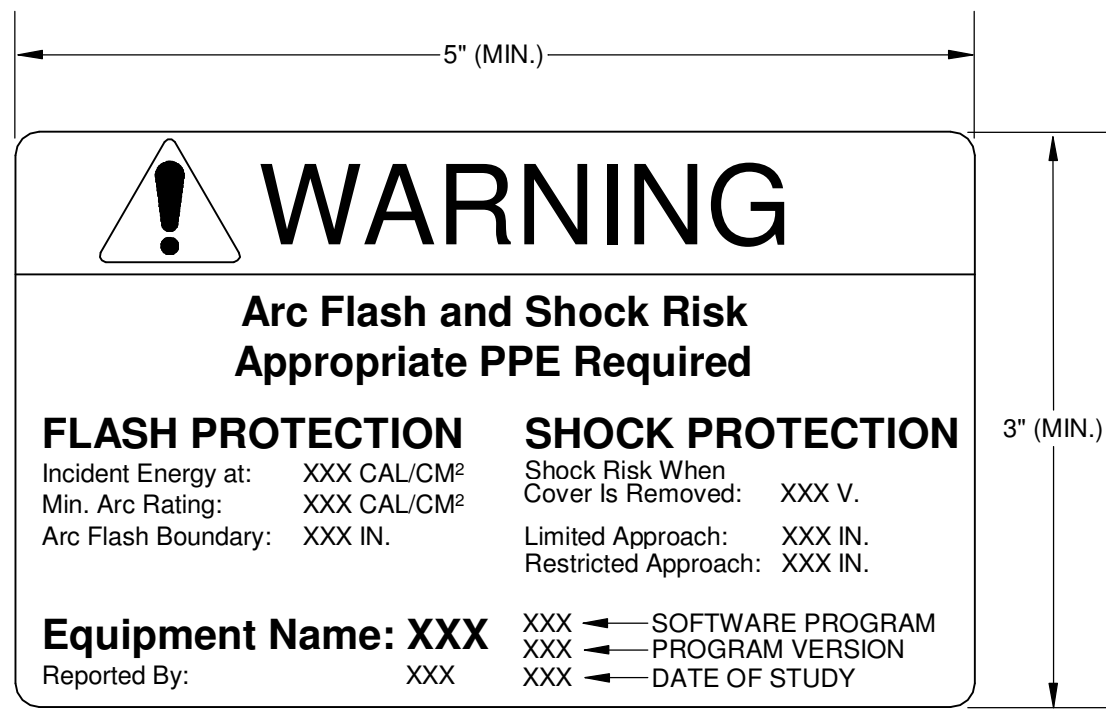 5" (MIN.)
WARNING
Arc Flash and Shock Risk
Appropriate PPE Required
FLASH PROTECTION
Incident Energy at: XXX CAL/CM²
Min. Arc Rating: XXX CAL/CM²
Arc Flash Boundary: XXX IN.
SHOCK PROTECTION
Shock Risk When
Cover Is Removed: XXX V.
Limited Approach: XXX IN.
Restricted Approach: XXX IN.
3" (MIN.)
Equipment Name: XXX
Reported By: XXX
XXX SOFTWARE PROGRAM
XXX PROGRAM VERSION
XXX DATE OF STUDY